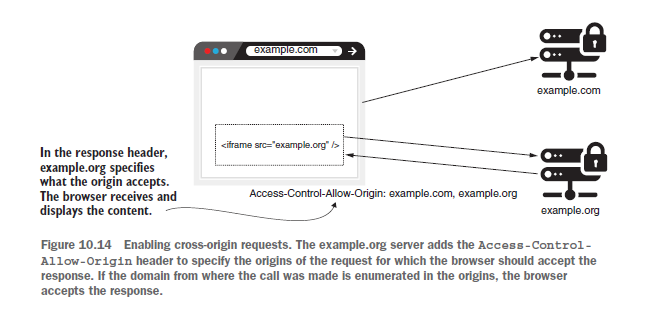 example.com
example.com
<iframe src="example.org" />
In the response header,
example.org specifies
what the origin accepts.
The browser receives and
displays the content.
Access-Control-Allow-Origin: example.com, example.org
example.org
Figure 10.14 Enabling cross-origin requests. The example.org server adds the Access-Control-
Allow-Origin header to specify the origins of the request for which the browser should accept the
response. If the domain from where the call was made is enumerated in the origins, the browser
accepts the response.